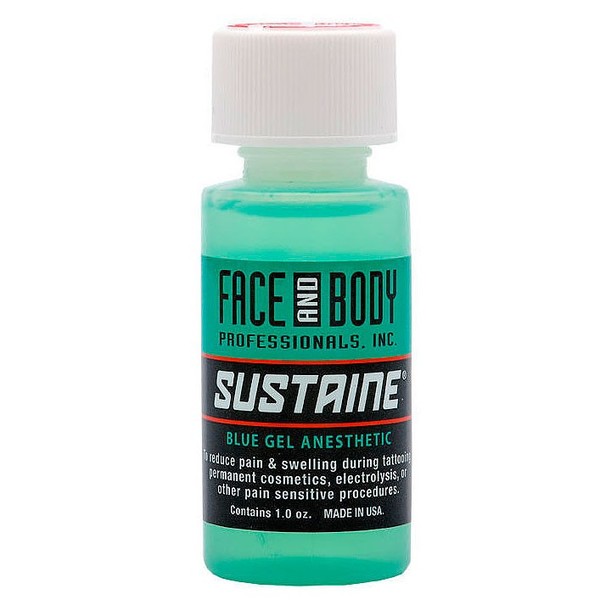 FACE AND BODY
PROFESSIONALS, INC.
SUSTAINE®
BLUE GEL ANESTHETIC
To reduce pain & swelling during tattooing
permanent cosmetics, electrolysis, or
other pain sensitive procedures.
Contains 1.0 oz. MADE IN USA.